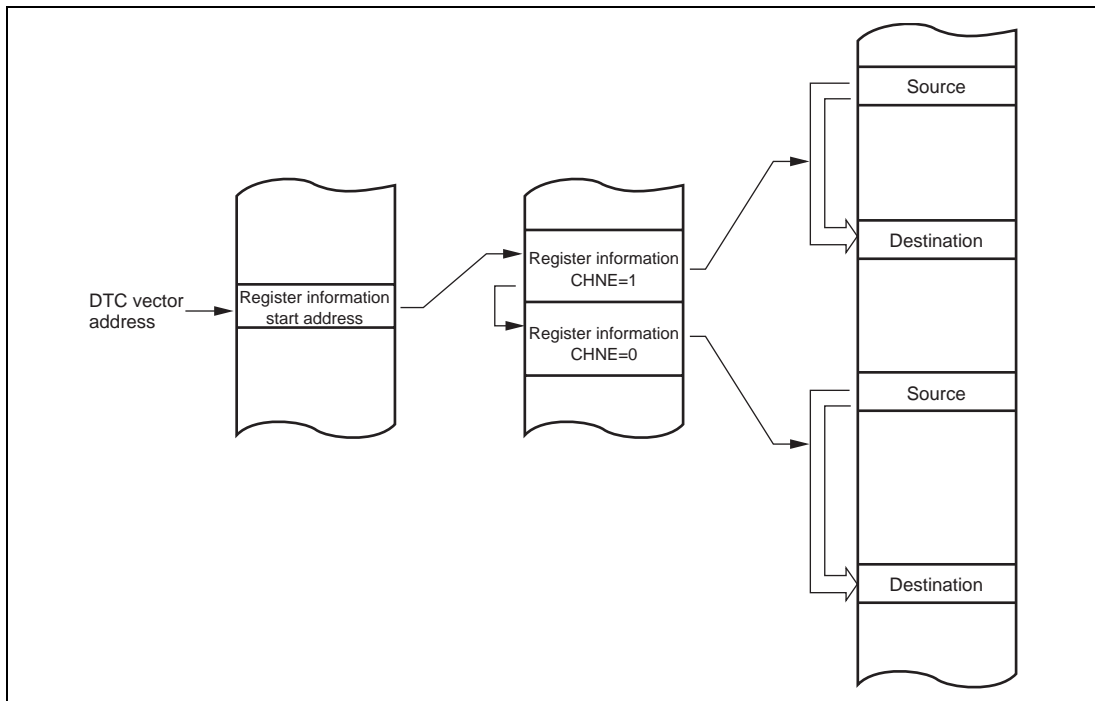 DTC vector
address
Register information
start address
Register information
CHNE=1
Register information
CHNE=0
Source
Destination
Source
Destination